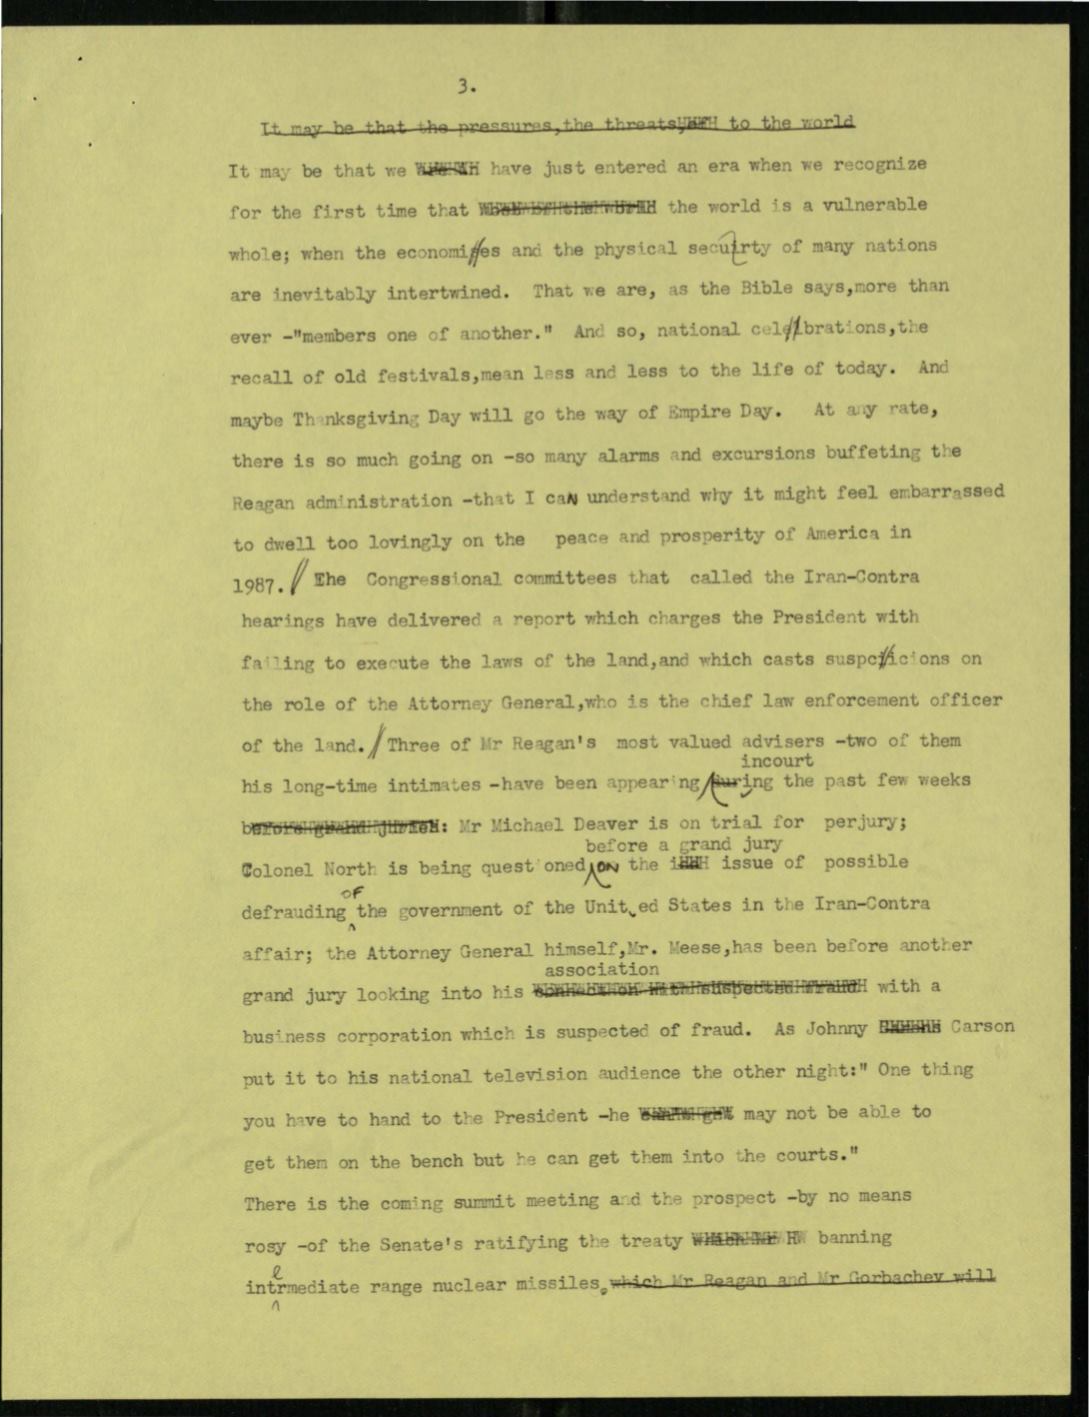 3.
It may be that the pressures,the threats, to the world
It may be that we have just entered an era when we recognize
for the first time that the world is a vulnerable
whole; when the economies and the physical secuirty of many nations
are inevitably intertwined. That we are, as the Bible says,more than
ever -"members one of another." And so, national celebrations,the
recall of old festivals,mean less and less to the life of today. And
maybe Thanksgiving Day will go the way of Empire Day. At any rate,
there is so much going on -so many alarms and excursions buffeting the
Reagan administration -that I caN understand why it might feel embarrassed
to dwell too lovingly on the peace and prosperity of America in
1987. // The Congressional committees that called the Iran-Contra
hearings have delivered a report which charges the President with
failing to execute the laws of the land,and which casts suspicions on
the role of the Attorney General,who is the chief law enforcement officer
of the land. // Three of Mr Reagan's most valued advisers -two of them
incourt
his long-time intimates -have been appearing during the past few weeks
before grand juries: Mr Michael Deaver is on trial for perjury;
before a grand jury
Colonel North is being questioned ON the issue of possible
OF
defrauding the government of the United States in the Iran-Contra
affair; the Attorney General himself,Mr. Meese,has been before another
association
grand jury looking into his connection with suspected fraud with a
business corporation which is suspected of fraud. As Johnny Carson
put it to his national television audience the other night:" One thing
you have to hand to the President -he may not be able to
get them on the bench but he can get them into the courts."
There is the coming summit meeting and the prospect -by no means
rosy -of the Senate's ratifying the treaty banning
e
intrmediate range nuclear missiles. which Mr Reagan and Mr Gorbachev will